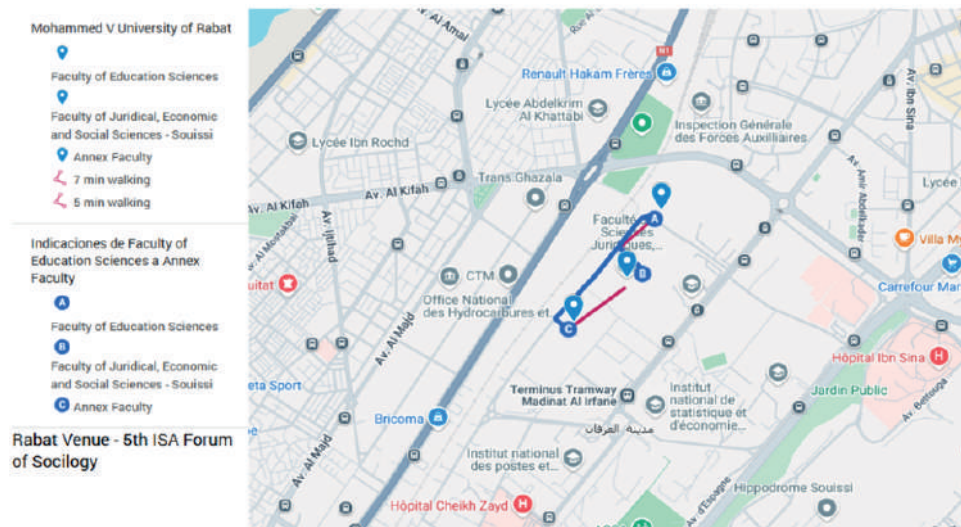 Mohammed V University of Rabat
Faculty of Education Sciences
Faculty of Juridical, Economic
and Social Sciences - Souissi
Annex Faculty
7 min walking
5 min walking
Indicaciones de Faculty of
Education Sciences a Annex
Faculty
A
Faculty of Education Sciences
B
Faculty of Juridical, Economic
and Social Sciences - Souissi
C Annex Faculty
Rabat Venue - 5th ISA Forum
of Socilogy
Av. Al Amal
Rue Al
N1
Renault Hakam Frères
Av. Ibn Sina
Lycée Abdelkrim
Al Khattabi
Inspection Générale
des Forces Auxilliaires
Lycée Ibn Rochd
Trans Ghazala
Av. Al Kifah
Av. Al Kifah
Av. Amir Abdelkader
Lycée
Av. Al Mostakbal
Av. Ijtihad
A
Faculté
Sciences
Juridiques,...
Villa My
CTM
B
Carrefour Mar
uitat
Office National
des Hydrocarbures et...
C
Av. Al Majd
Hôpital Ibn Sina
H
Jardin Public
eta Sport
Terminus Tramway
Madinat Al Irfane
Institut
national de
statistique et
d'économie...
Bricoma
مدينة العرفان
Av. Al Majd
Institut national
des postes et...
Av. d'Espagne
Hippodrome Souissi
Hôpital Cheikh Zayd
H